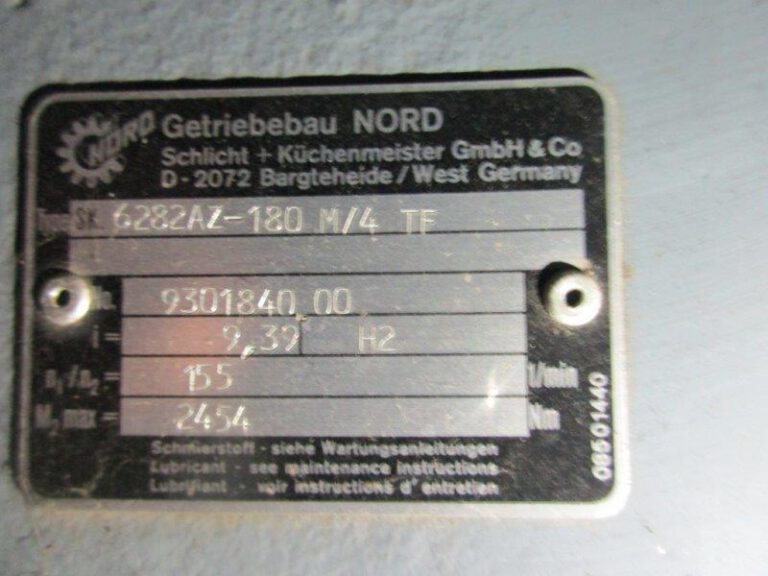 NORD Getriebebau NORD
Schlicht + Küchenmeister GmbH & Co
D-2072 Bargteheide / West Germany
Type SK 6282AZ-180 M/4 TF
No. 9301840.00
i = 9,39 H2
n₁ / n₂ = 155 1/min
M₂ max = 2454 Nm
Schmierstoff - siehe Wartungsanleitungen
Lubricant - see maintenance instructions
Lubrifiant - voir instructions d' entretien
08501440